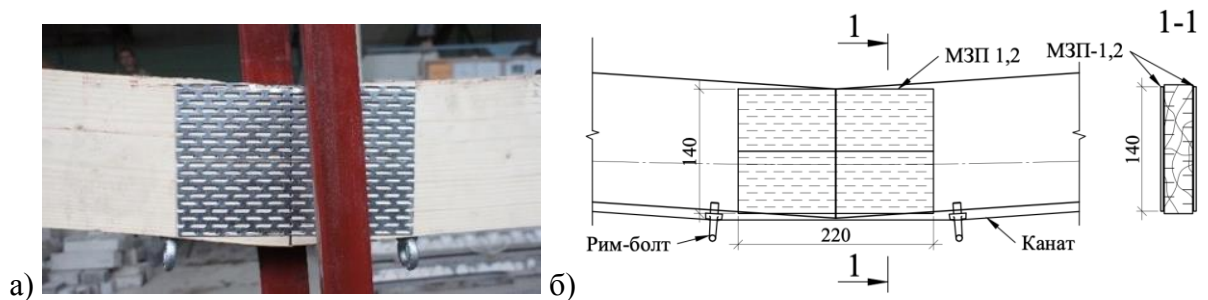 1
1-1
МЗП 1,2
МЗП-1,2
140
140
Рим-болт
220
Канат
1
а)
б)